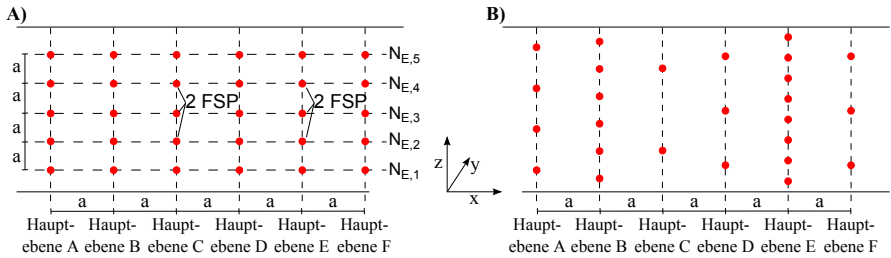 A)
B)
N_E,5
a
N_E,4
a
2 FSP
2 FSP
N_E,3
a
N_E,2
a
N_E,1
z
y
x
a a a a a
a a a a a
Haupt- Haupt- Haupt- Haupt- Haupt- Haupt-
ebene A ebene B ebene C ebene D ebene E ebene F
Haupt- Haupt- Haupt- Haupt- Haupt- Haupt-
ebene A ebene B ebene C ebene D ebene E ebene F